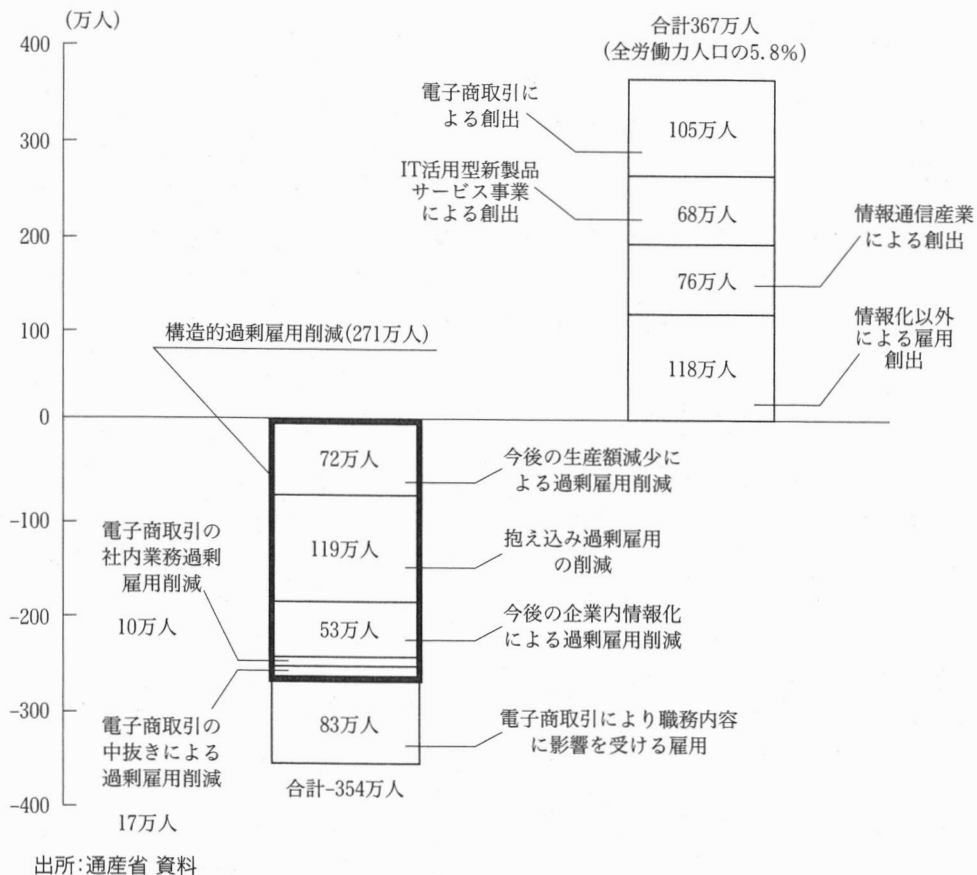 (万人)
400
300
200
100
0
-100
-200
-300
-400
合計367万人
(全労働力人口の5.8%)
電子商取引に
よる創出
105万人
IT活用型新製品
サービス事業
による創出
68万人
情報通信産業
による創出
76万人
情報化以外
による雇用
創出
118万人
構造的過剰雇用削減(271万人)
72万人
今後の生産額減少に
よる過剰雇用削減
119万人
抱え込み過剰雇用
の削減
電子商取引の
社内業務過剰
雇用削減
10万人
53万人
今後の企業内情報化
による過剰雇用削減
電子商取引の
中抜きによる
過剰雇用削減
17万人
83万人
電子商取引により職務内容
に影響を受ける雇用
合計-354万人
出所:通産省 資料